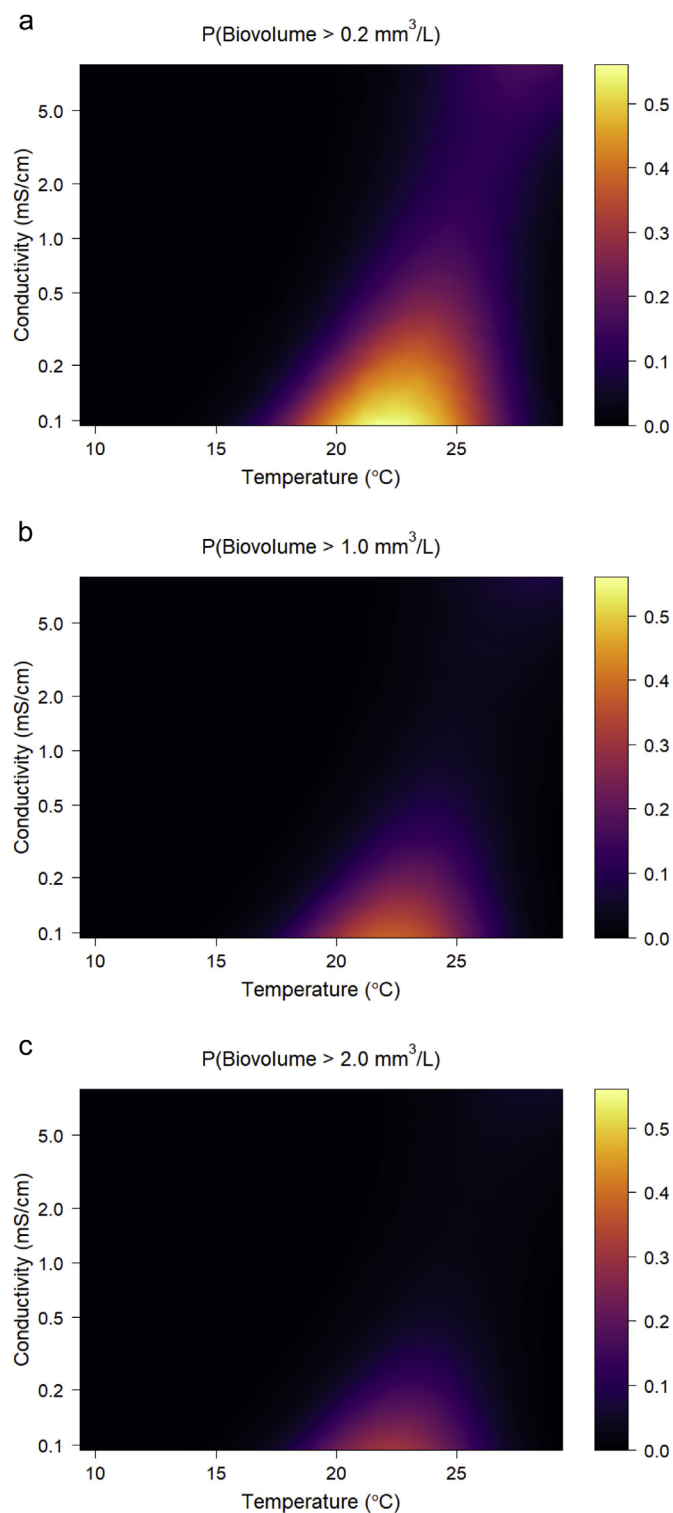 a
P(Biovolume > 0.2 mm³/L)
Conductivity (mS/cm)
5.0
2.0
1.0
0.5
0.2
0.1
10 15 20 25
Temperature (°C)
0.5
0.4
0.3
0.2
0.1
0.0
b
P(Biovolume > 1.0 mm³/L)
Conductivity (mS/cm)
5.0
2.0
1.0
0.5
0.2
0.1
10 15 20 25
Temperature (°C)
0.5
0.4
0.3
0.2
0.1
0.0
c
P(Biovolume > 2.0 mm³/L)
Conductivity (mS/cm)
5.0
2.0
1.0
0.5
0.2
0.1
10 15 20 25
Temperature (°C)
0.5
0.4
0.3
0.2
0.1
0.0